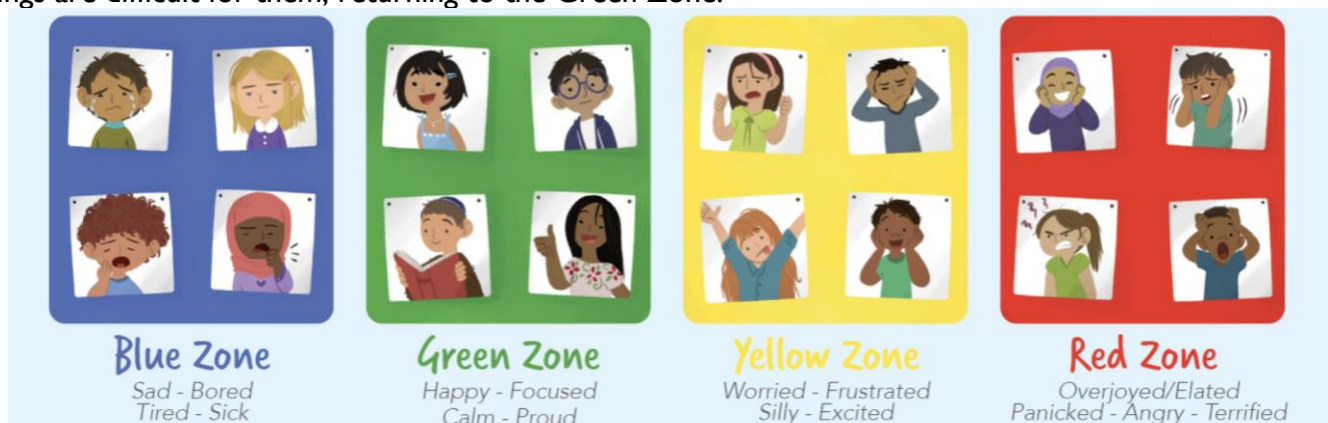 are difficult for them, returning to the Green Zone.
Blue Zone
Sad - Bored
Tired - Sick
Green Zone
Happy - Focused
Calm - Proud
Yellow Zone
Worried - Frustrated
Silly - Excited
Red Zone
Overjoyed/Elated
Panicked - Angry - Terrified